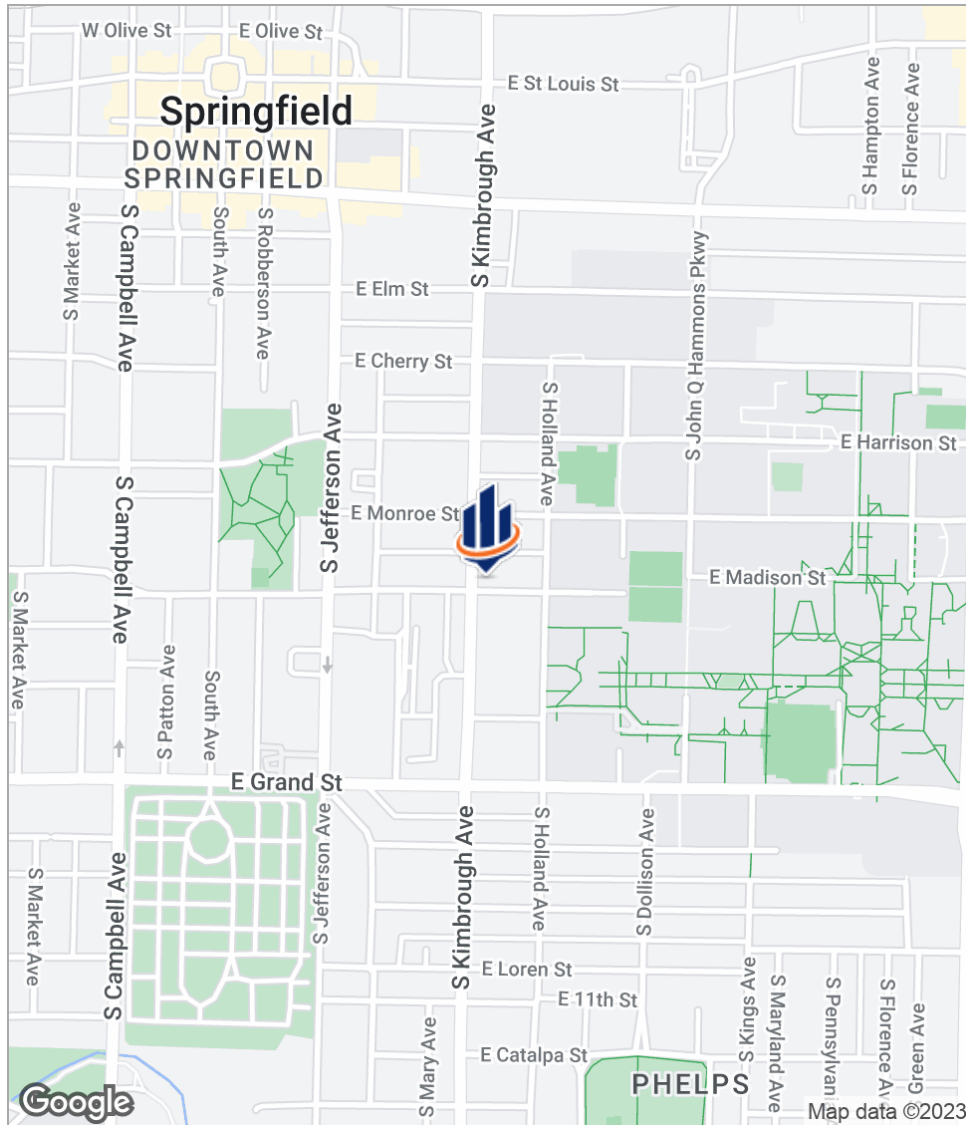 W Olive St
E Olive St
E St Louis St
Springfield
DOWNTOWN
SPRINGFIELD
S Hampton Ave
S Florence Ave
S Kimbrough Ave
S Market Ave
S Campbell Ave
South Ave
S Robberson Ave
S John Q Hammons Pkwy
E Elm St
E Cherry St
S Holland Ave
S Jefferson Ave
E Harrison St
S Campbell Ave
E Monroe St
E Madison St
S Market Ave
S Patton Ave
South Ave
E Grand St
S Jefferson Ave
S Kimbrough Ave
S Holland Ave
S Dollison Ave
S Market Ave
S Campbell Ave
E Loren St
E 11th St
S Kings Ave
S Maryland Ave
S Pennsylvania
S Florence Ave
S Green Ave
S Mary Ave
E Catalpa St
PHELPS
Google
Map data ©2023